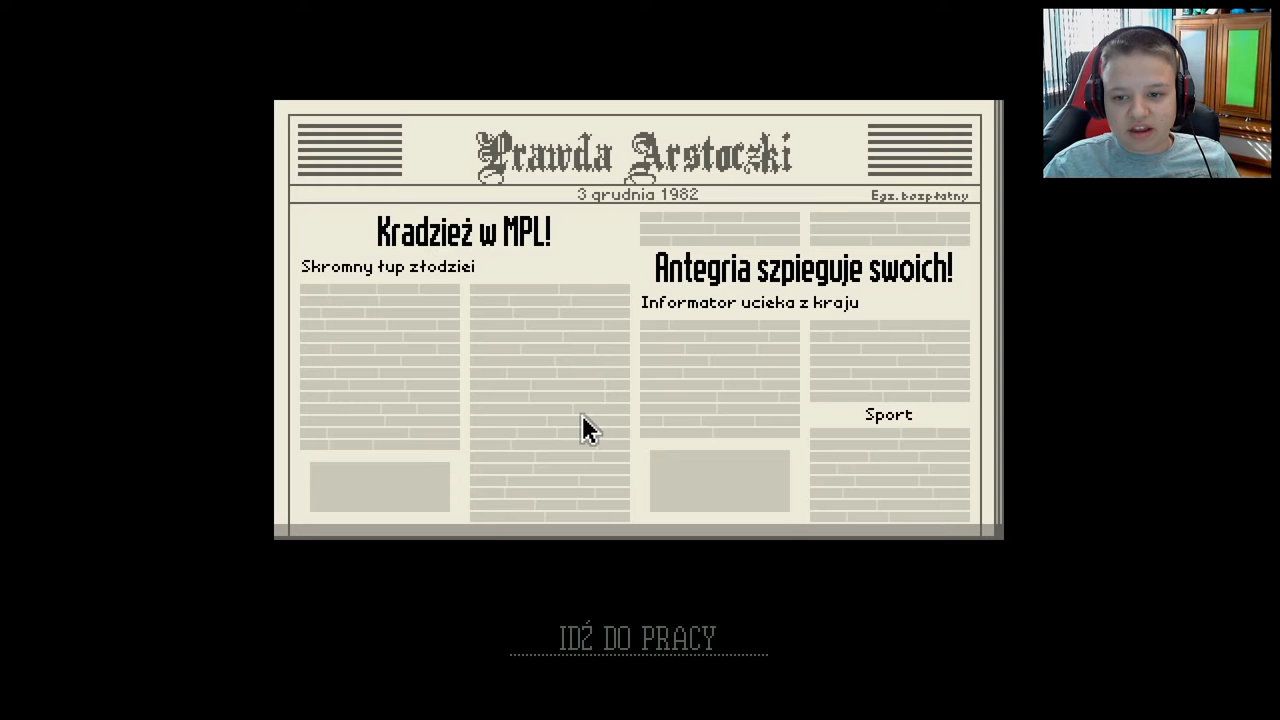 Prawda Arstoczki
3 grudnia 1982
Egz. bezpłatny
Kradzież w MPL!
Skromny łup złodziei
Antegria szpieguje swoich!
Informator ucieka z kraju
Sport
IDŹ DO PRACY